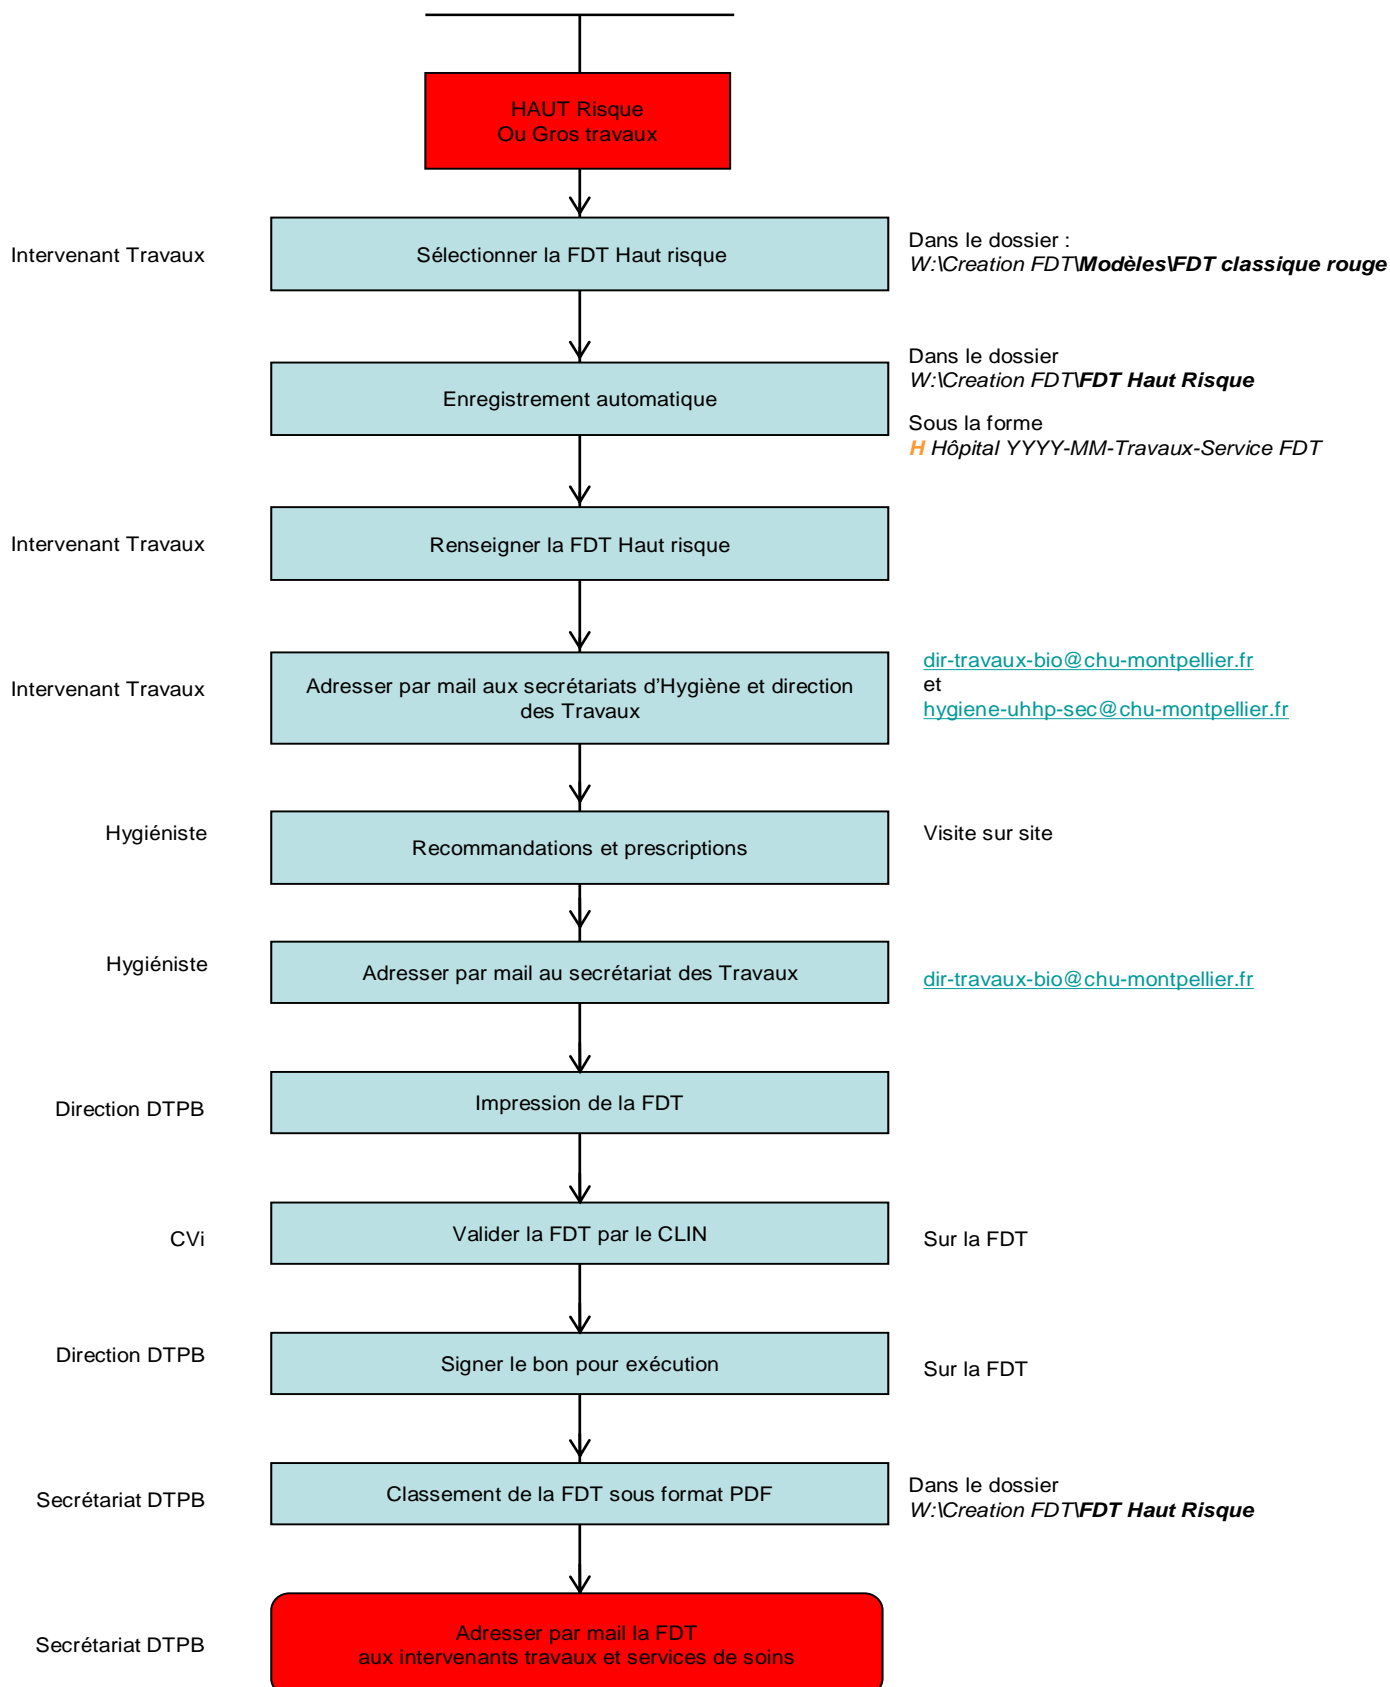 HAUT Risque
Ou Gros travaux
Intervenant Travaux
Sélectionner la FDT Haut risque
Dans le dossier :
W:\Creation FDT\Modèles\FDT classique rouge
Enregistrement automatique
Dans le dossier
W:\Creation FDT\FDT Haut Risque
Sous la forme
H Hôpital YYYY-MM-Travaux-Service FDT
Intervenant Travaux
Renseigner la FDT Haut risque
Intervenant Travaux
Adresser par mail aux secrétariats d’Hygiène et direction
des Travaux
dir-travaux-bio@chu-montpellier.fr
et
hygiene-uhhp-sec@chu-montpellier.fr
Hygiéniste
Recommandations et prescriptions
Visite sur site
Hygiéniste
Adresser par mail au secrétariat des Travaux
dir-travaux-bio@chu-montpellier.fr
Direction DTPB
Impression de la FDT
CVi
Valider la FDT par le CLIN
Sur la FDT
Direction DTPB
Signer le bon pour exécution
Sur la FDT
Secrétariat DTPB
Classement de la FDT sous format PDF
Dans le dossier
W:\Creation FDT\FDT Haut Risque
Secrétariat DTPB
Adresser par mail la FDT
aux intervenants travaux et services de soins